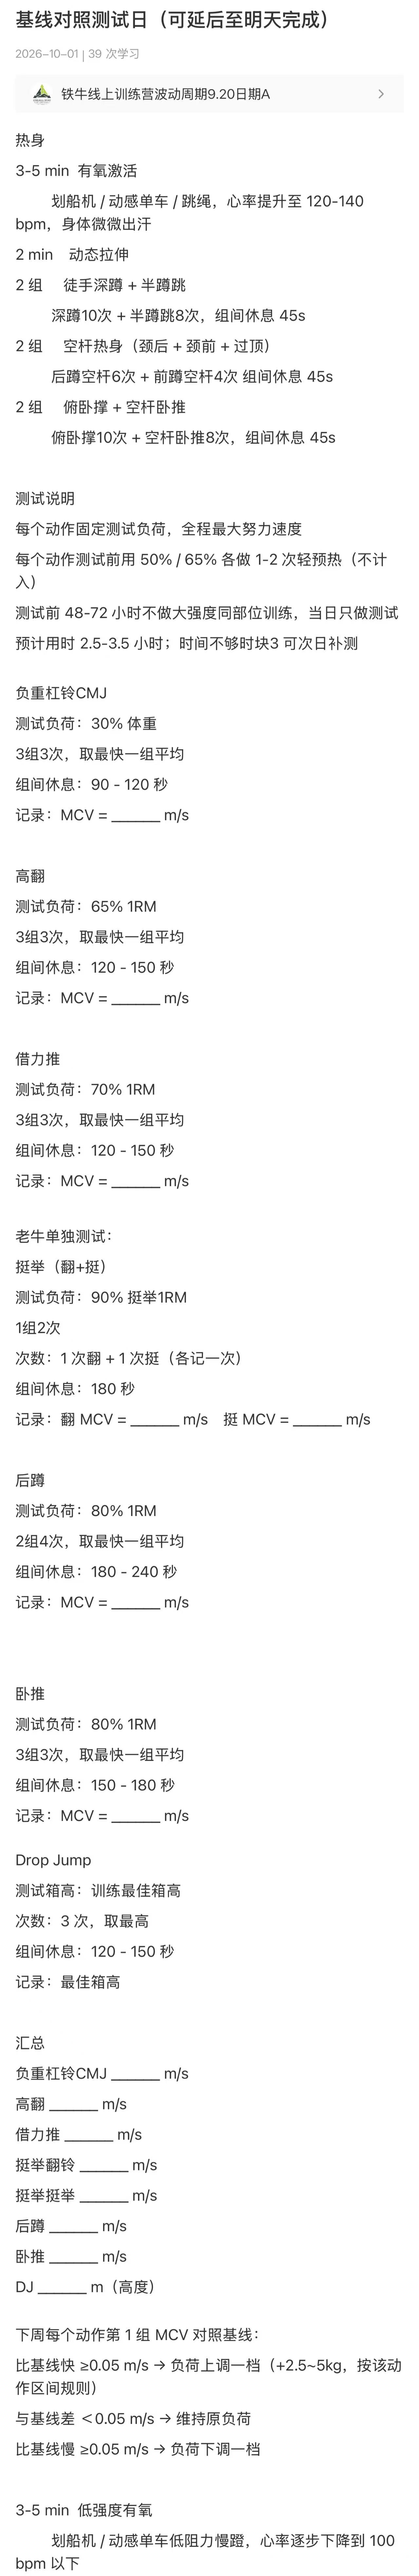 基线对照测试日（可延后至明天完成）
2026-10-01 | 39 次学习
铁牛线上训练营波动周期9.20日期A
热身
3-5 min 有氧激活
划船机 / 动感单车 / 跳绳，心率提升至 120-140
bpm，身体微微出汗
2 min 动态拉伸
2 组 徒手深蹲 + 半蹲跳
深蹲10次 + 半蹲跳8次，组间休息 45s
2 组 空杆热身（颈后 + 颈前 + 过顶）
后蹲空杆6次 + 前蹲空杆4次 组间休息 45s
2 组 俯卧撑 + 空杆卧推
俯卧撑10次 + 空杆卧推8次，组间休息 45s
测试说明
每个动作固定测试负荷，全程最大努力速度
每个动作测试前用 50% / 65% 各做 1-2 次轻预热（不计
入）
测试前 48-72 小时不做大强度同部位训练，当日只做测试
预计用时 2.5-3.5 小时；时间不够时块3 可次日补测
负重杠铃CMJ
测试负荷：30% 体重
3组3次，取最快一组平均
组间休息：90 - 120 秒
记录：MCV = ______ m/s
高翻
测试负荷：65% 1RM
3组3次，取最快一组平均
组间休息：120 - 150 秒
记录：MCV = ______ m/s
借力推
测试负荷：70% 1RM
3组3次，取最快一组平均
组间休息：120 - 150 秒
记录：MCV = ______ m/s
老牛单独测试：
挺举（翻+挺）
测试负荷：90% 挺举1RM
1组2次
次数：1 次翻 + 1 次挺（各记一次）
组间休息：180 秒
记录：翻 MCV = ______ m/s 挺 MCV = ______ m/s
后蹲
测试负荷：80% 1RM
2组4次，取最快一组平均
组间休息：180 - 240 秒
记录：MCV = ______ m/s
卧推
测试负荷：80% 1RM
3组3次，取最快一组平均
组间休息：150 - 180 秒
记录：MCV = ______ m/s
Drop Jump
测试箱高：训练最佳箱高
次数：3 次，取最高
组间休息：120 - 150 秒
记录：最佳箱高
汇总
负重杠铃CMJ ______ m/s
高翻 ______ m/s
借力推 ______ m/s
挺举翻铃 ______ m/s
挺举挺举 ______ m/s
后蹲 ______ m/s
卧推 ______ m/s
DJ ______ m（高度）
下周每个动作第 1 组 MCV 对照基线：
比基线快 ≥0.05 m/s → 负荷上调一档（+2.5~5kg，按该动
作区间规则）
与基线差 ＜0.05 m/s → 维持原负荷
比基线慢 ≥0.05 m/s → 负荷下调一档
3-5 min 低强度有氧
划船机 / 动感单车低阻力慢蹬，心率逐步下降到 100
bpm 以下